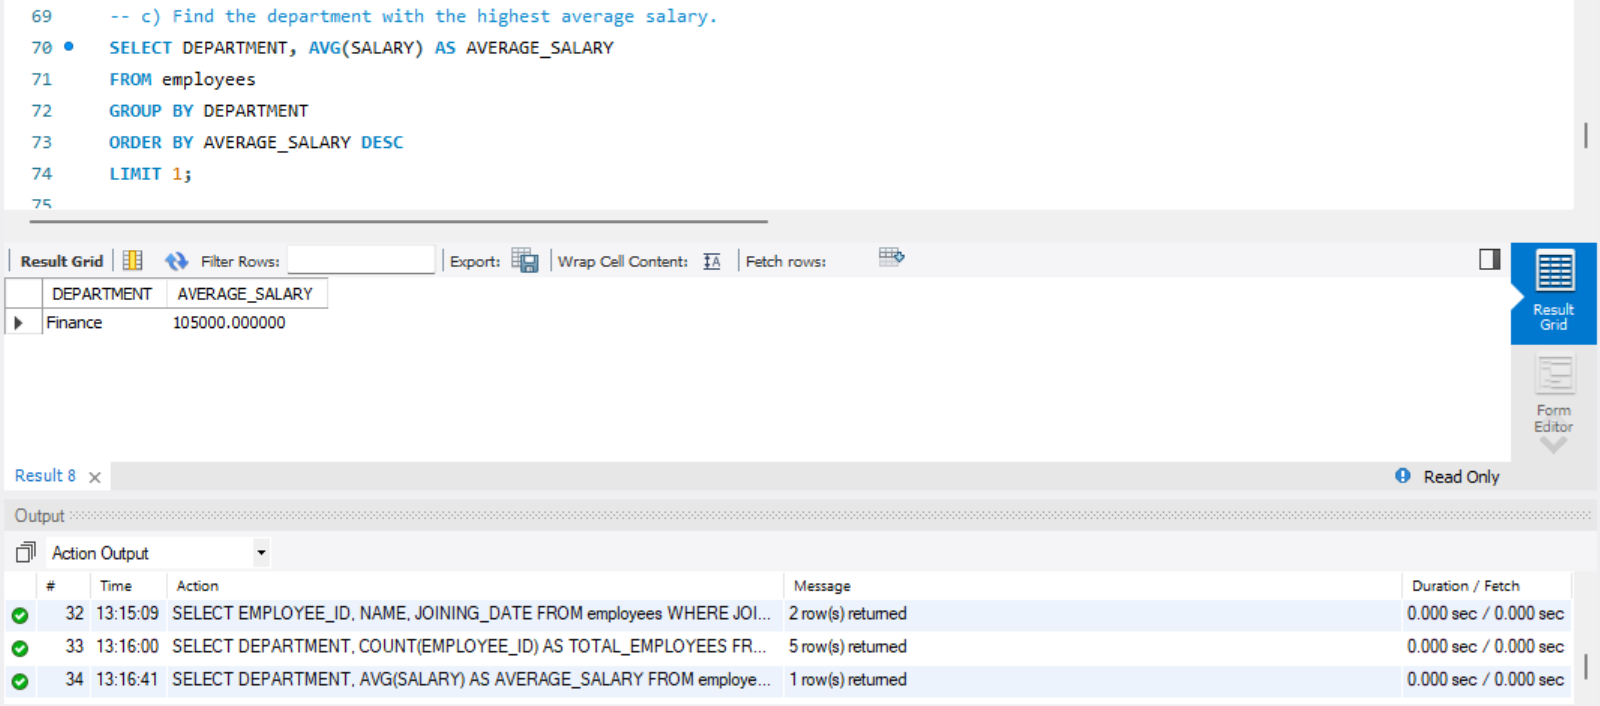 69 -- c) Find the department with the highest average salary.
70 SELECT DEPARTMENT, AVG(SALARY) AS AVERAGE_SALARY
71 FROM employees
72 GROUP BY DEPARTMENT
73 ORDER BY AVERAGE_SALARY DESC
74 LIMIT 1;
75
Result Grid Filter Rows: Export: Wrap Cell Content: IA Fetch rows:
DEPARTMENT AVERAGE_SALARY
Finance 105000.000000
Result
Grid
Form
Editor
Result 8 Read Only
Output
Action Output
# Time Action Message Duration / Fetch
32 13:15:09 SELECT EMPLOYEE_ID, NAME, JOINING_DATE FROM employees WHERE JOI... 2 row(s) returned 0.000 sec / 0.000 sec
33 13:16:00 SELECT DEPARTMENT, COUNT(EMPLOYEE_ID) AS TOTAL_EMPLOYEES FR... 5 row(s) returned 0.000 sec / 0.000 sec
34 13:16:41 SELECT DEPARTMENT, AVG(SALARY) AS AVERAGE_SALARY FROM employe... 1 row(s) returned 0.000 sec / 0.000 sec